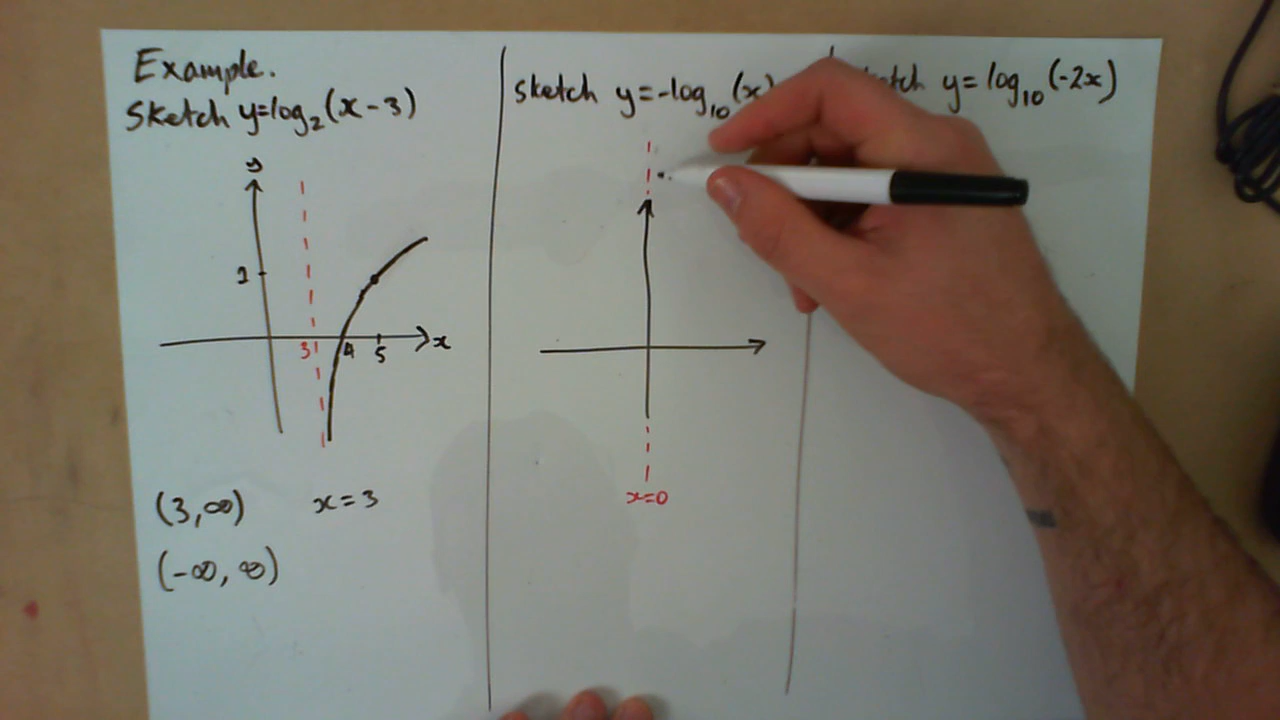 Example.
Sketch y=log₂(x-3)
y
1
3 4 5 x
(3,∞) x=3
(-∞, ∞)
sketch y=-log₁₀(x)
x=0
y=log₁₀(-2x)